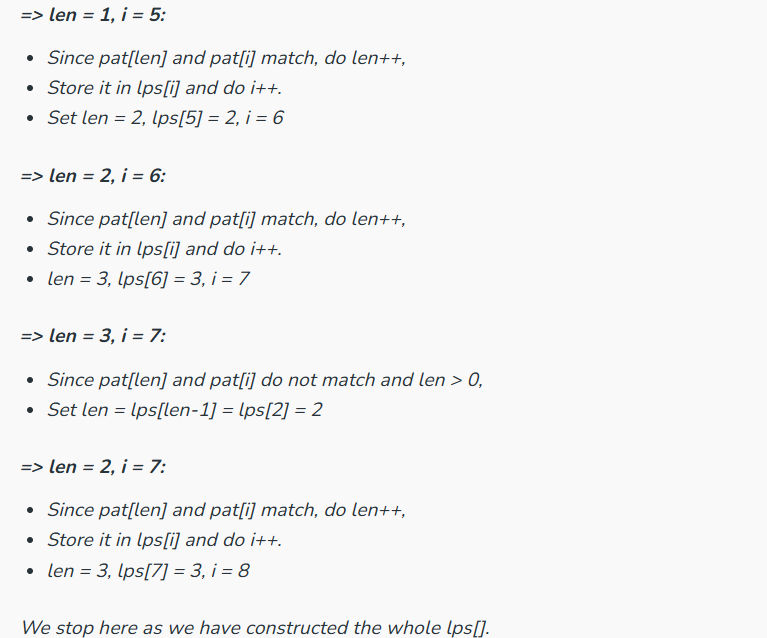 => len = 1, i = 5:
• Since pat[len] and pat[i] match, do len++,
• Store it in lps[i] and do i++.
• Set len = 2, lps[5] = 2, i = 6
=> len = 2, i = 6:
• Since pat[len] and pat[i] match, do len++,
• Store it in lps[i] and do i++.
• len = 3, lps[6] = 3, i = 7
=> len = 3, i = 7:
• Since pat[len] and pat[i] do not match and len > 0,
• Set len = lps[len-1] = lps[2] = 2
=> len = 2, i = 7:
• Since pat[len] and pat[i] match, do len++,
• Store it in lps[i] and do i++.
• len = 3, lps[7] = 3, i = 8
We stop here as we have constructed the whole lps[].